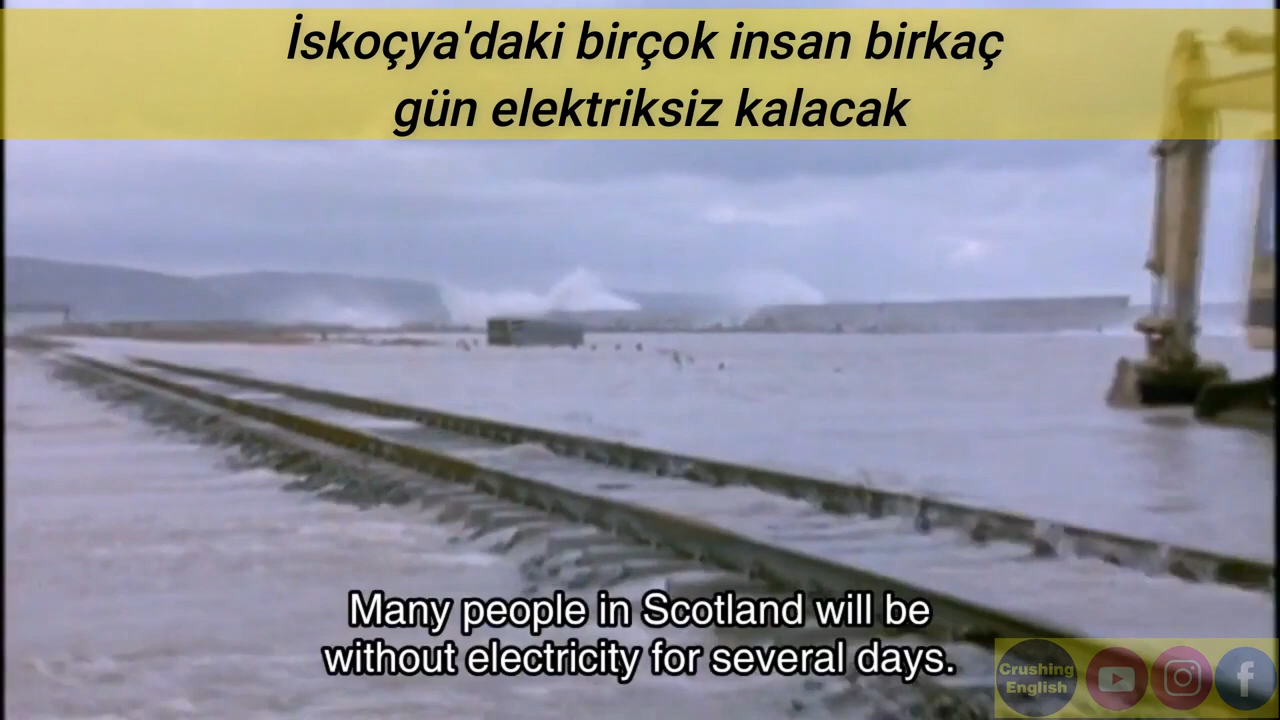 İskoçya'daki birçok insan birkaç
gün elektriksiz kalacak
Many people in Scotland will be
without electricity for several days.
Crushing
English